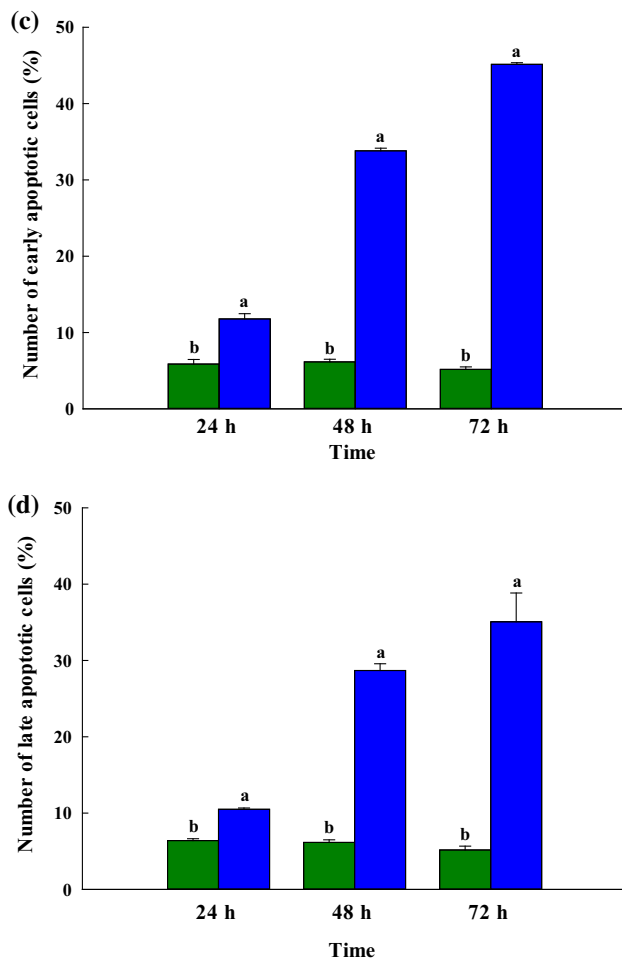 (c)
Number of early apoptotic cells (%)
50
40
30
20
10
0
a
a
a
b
b
b
24 h 48 h 72 h
Time
(d)
Number of late apoptotic cells (%)
50
40
30
20
10
0
a
a
a
b
b
b
24 h 48 h 72 h
Time